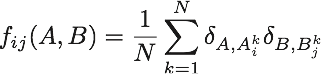 f_{ij}(A, B) = \frac{1}{N} \sum_{k=1}^{N} \delta_{A,A_i^k} \delta_{B,B_j^k}